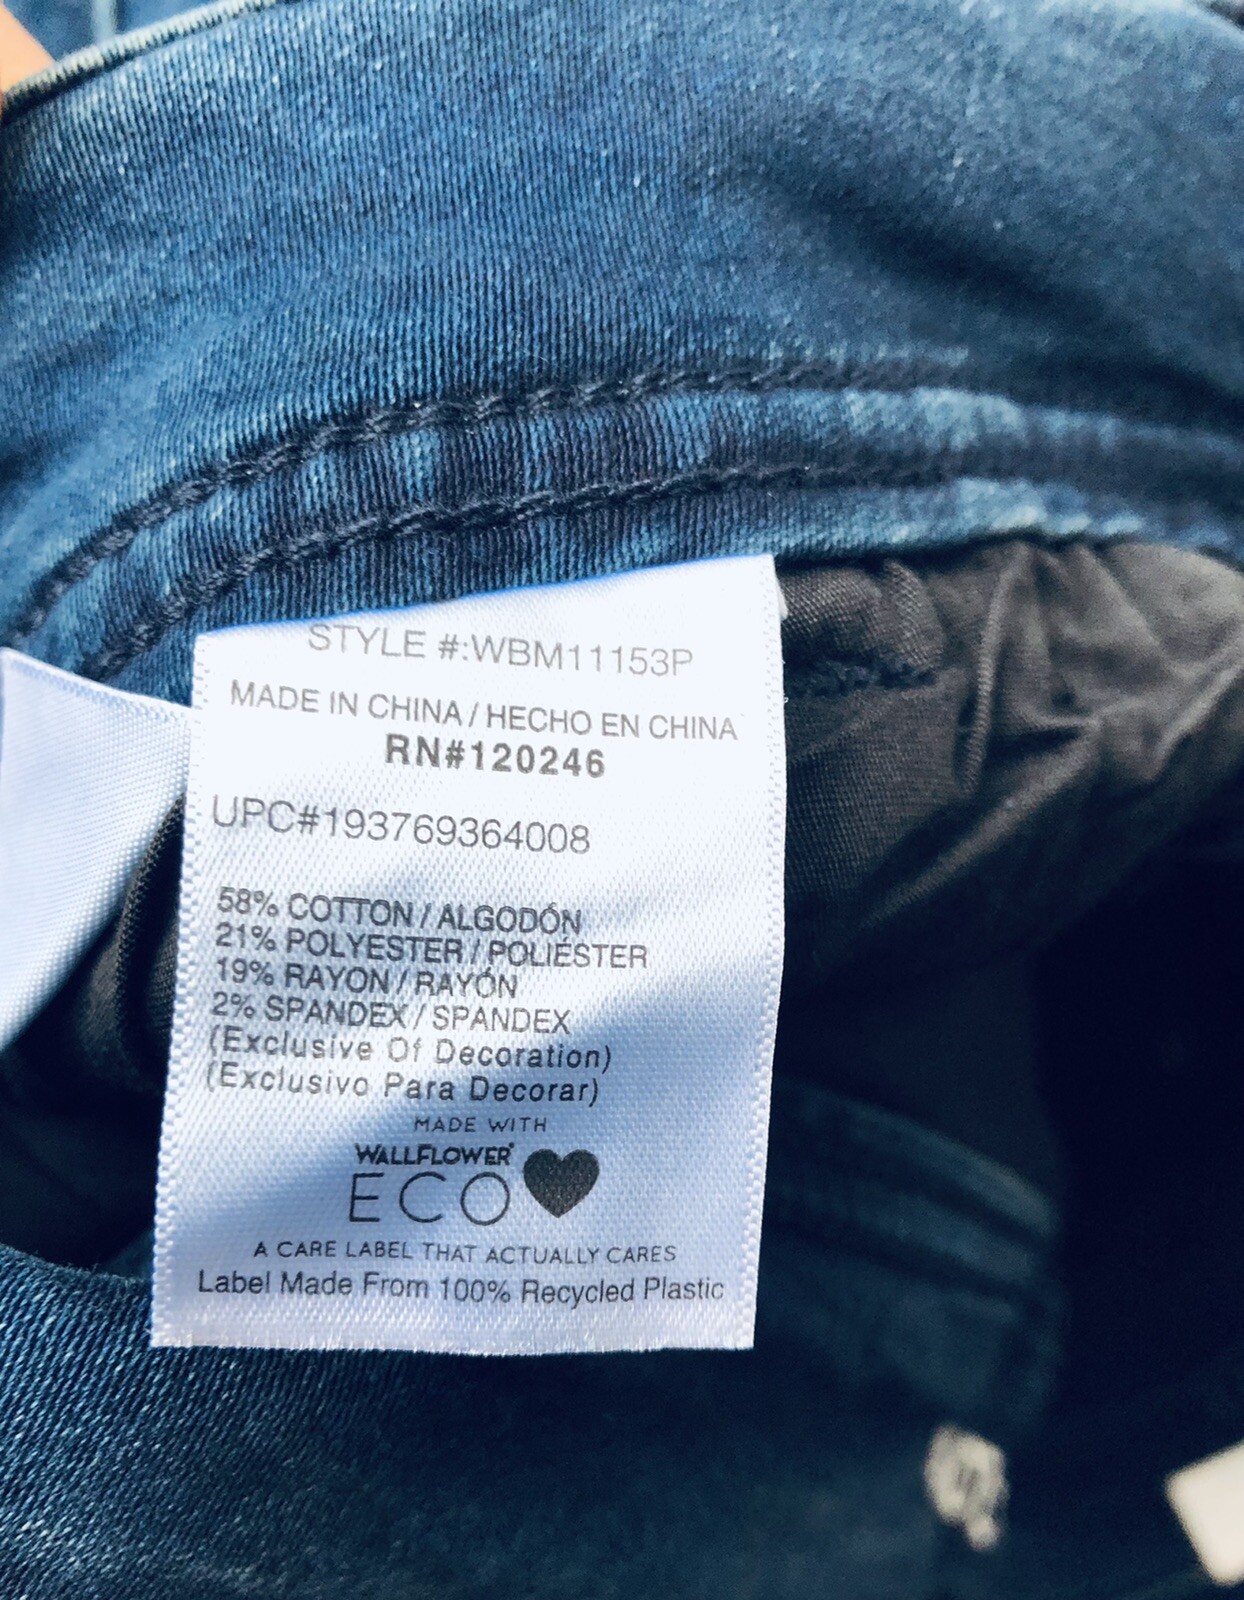 STYLE #:WBM11153P
MADE IN CHINA / HECHO EN CHINA
RN#120246
UPC#193769364008
58% COTTON / ALGODÓN
21% POLYESTER / POLIÉSTER
19% RAYON / RAYÓN
2% SPANDEX / SPANDEX
(Exclusive Of Decoration)
(Exclusivo Para Decorar)
MADE WITH
WALLFLOWER®
ECO
A CARE LABEL THAT ACTUALLY CARES
Label Made From 100% Recycled Plastic